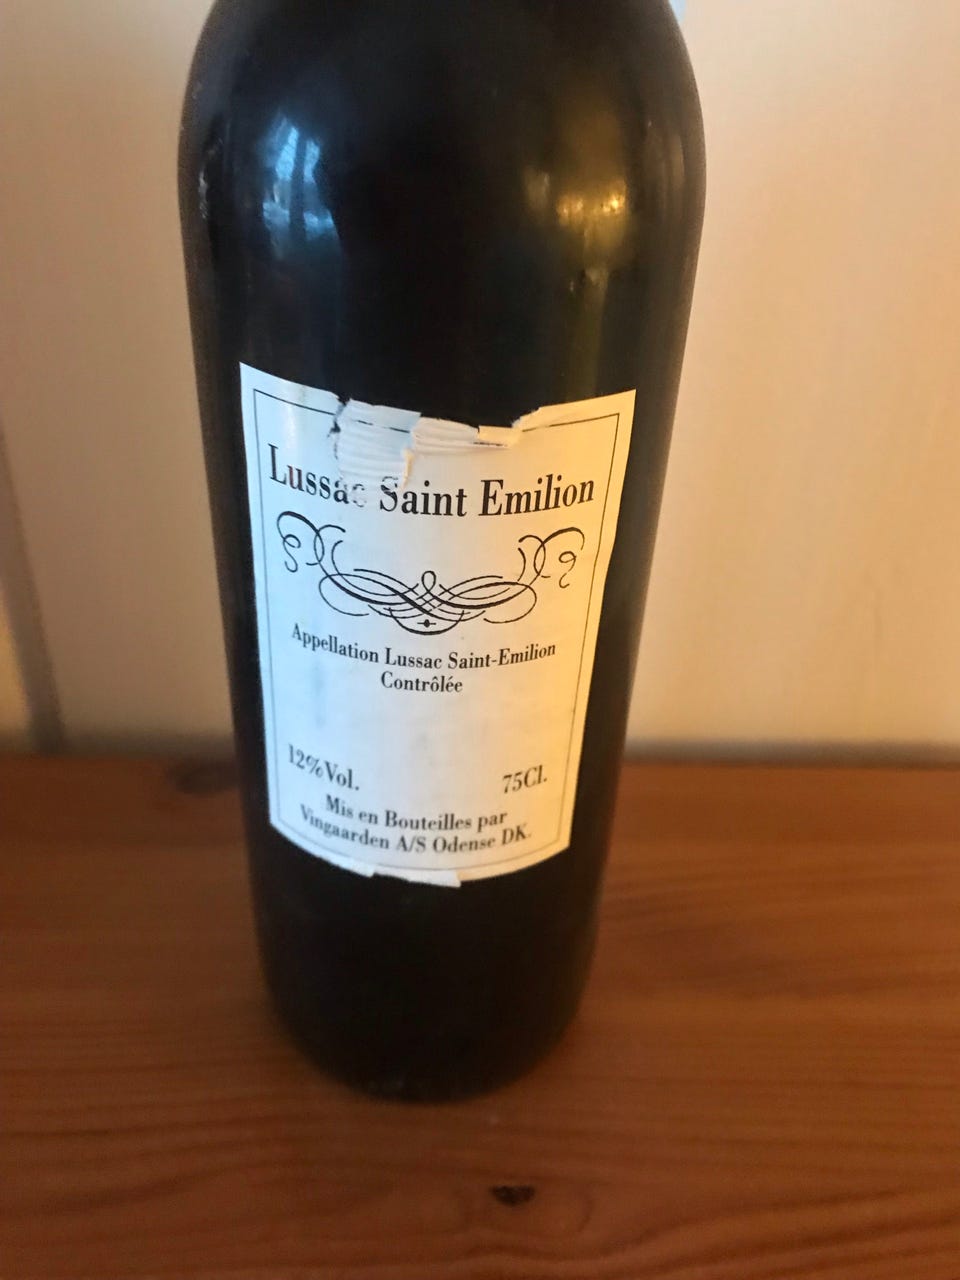 Lussac Saint Emilion
Appellation Lussac Saint-Emilion
Contrôlée
12%Vol.
75Cl.
Mis en Bouteilles par
Vingaarden A/S Odense DK.